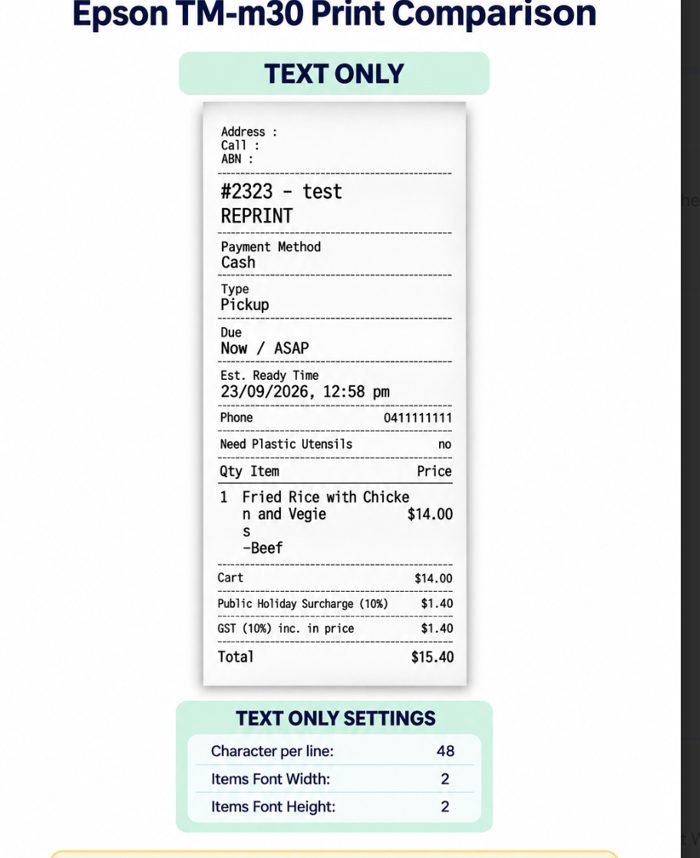 Epson TM-m30 Print Comparison
TEXT ONLY
Address :
Call :
ABN :
#2323 - test
REPRINT
Payment Method
Cash
Type
Pickup
Due
Now / ASAP
Est. Ready Time
23/09/2026, 12:58 pm
Phone 0411111111
Need Plastic Utensils no
Qty Item Price
1 Fried Rice with Chicke
n and Vegie $14.00
s
-Beef
Cart $14.00
Public Holiday Surcharge (10%) $1.40
GST (10%) inc. in price $1.40
Total $15.40
TEXT ONLY SETTINGS
Character per line: 48
Items Font Width: 2
Items Font Height: 2